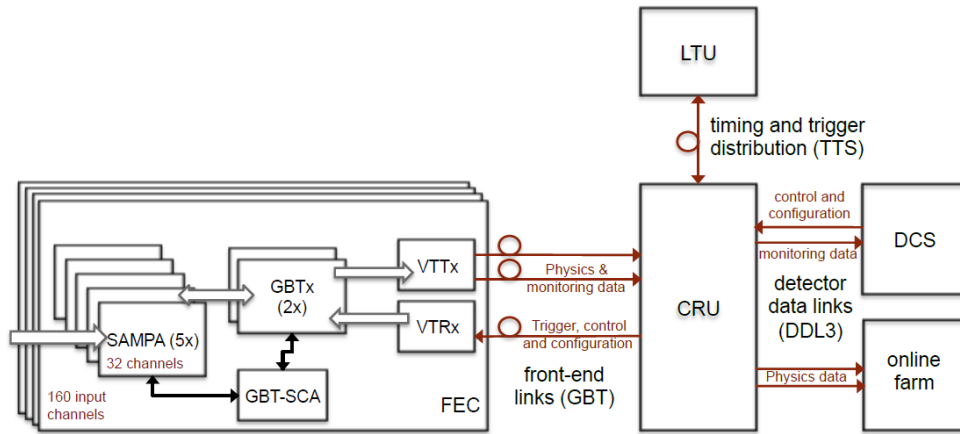 LTU
timing and trigger
distribution (TTS)
control and
configuration
monitoring data
DCS
detector
data links
(DDL3)
CRU
Physics data
online
farm
VTTx
Physics &
monitoring data
VTRx
Trigger, control
and configuration
front-end
links (GBT)
GBTx
(2x)
SAMPA (5x)
32 channels
160 input
channels
GBT-SCA
FEC